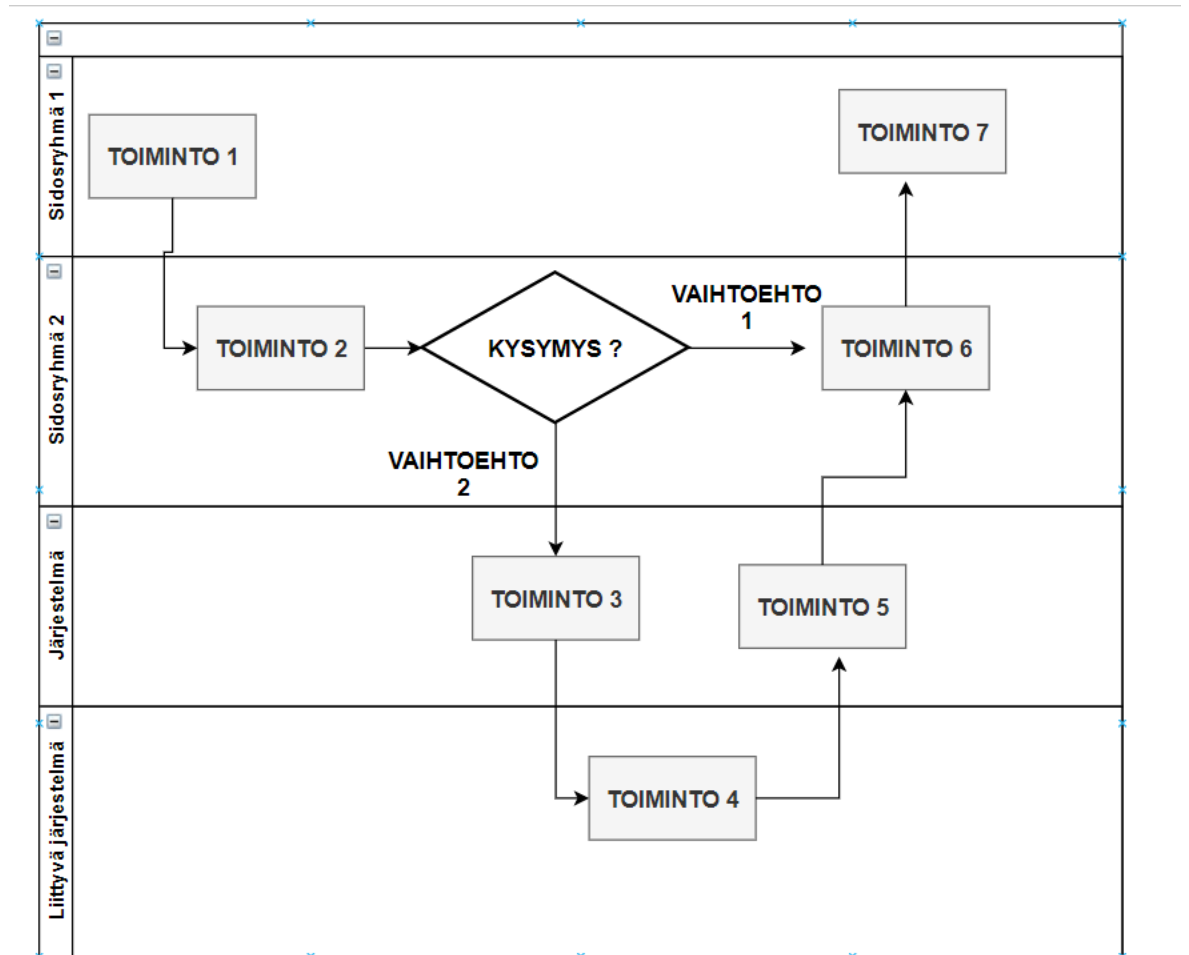 Sidosryhmä 1
TOIMINTO 1
TOIMINTO 7
Sidosryhmä 2
TOIMINTO 2
KYSYMYS ?
VAIHTOEHTO
1
TOIMINTO 6
VAIHTOEHTO
2
Järjestelmä
TOIMINTO 3
TOIMINTO 5
Liittyvä järjestelmä
TOIMINTO 4